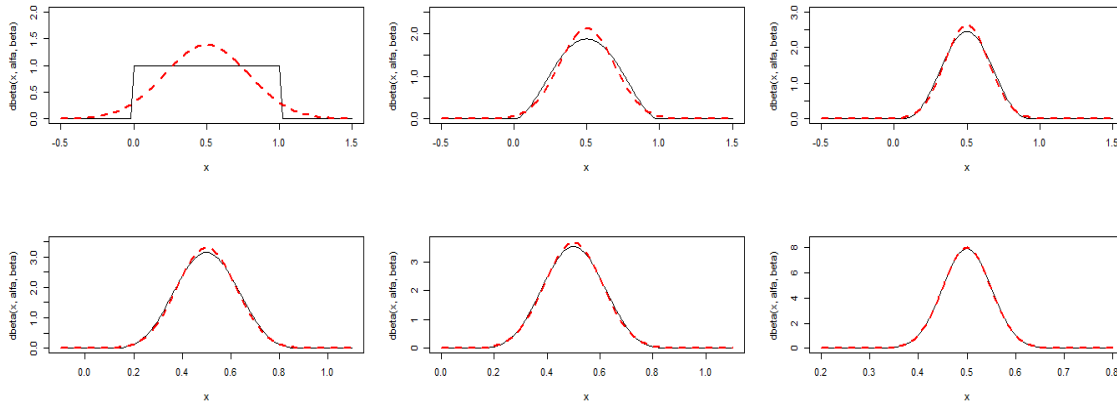 dbeta(x, alfa, beta)
0.0 0.5 1.0 1.5 2.0
-0.5 0.0 0.5 1.0 1.5
x
dbeta(x, alfa, beta)
0.0 1.0 2.0
-0.5 0.0 0.5 1.0 1.5
x
dbeta(x, alfa, beta)
0.0 1.0 2.0 3.0
-0.5 0.0 0.5 1.0 1.5
x
dbeta(x, alfa, beta)
0.0 1.0 2.0 3.0
0.0 0.2 0.4 0.6 0.8 1.0
x
dbeta(x, alfa, beta)
0 1 2 3
0.0 0.2 0.4 0.6 0.8 1.0
x
dbeta(x, alfa, beta)
0 2 4 6 8
0.2 0.3 0.4 0.5 0.6 0.7 0.8
x